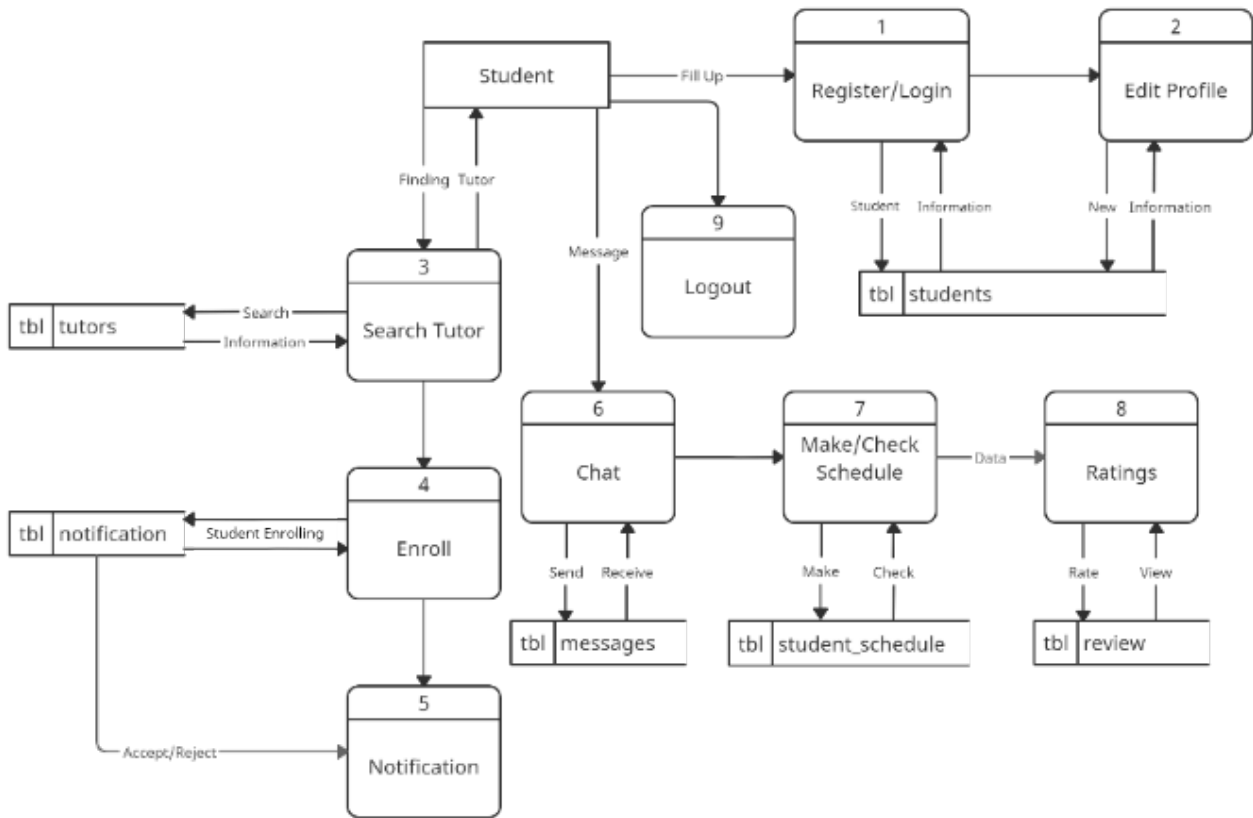 1
Register/Login
2
Edit Profile
Student
Fill Up
Finding Tutor
Student Information
New Information
Message
9
Logout
tbl students
3
Search Tutor
tbl tutors
Search
Information
6
Chat
7
Make/Check
Schedule
Data
8
Ratings
4
Enroll
tbl notification
Student Enrolling
Send Receive
Make Check
Rate View
tbl messages
tbl student_schedule
tbl review
5
Notification
Accept/Reject